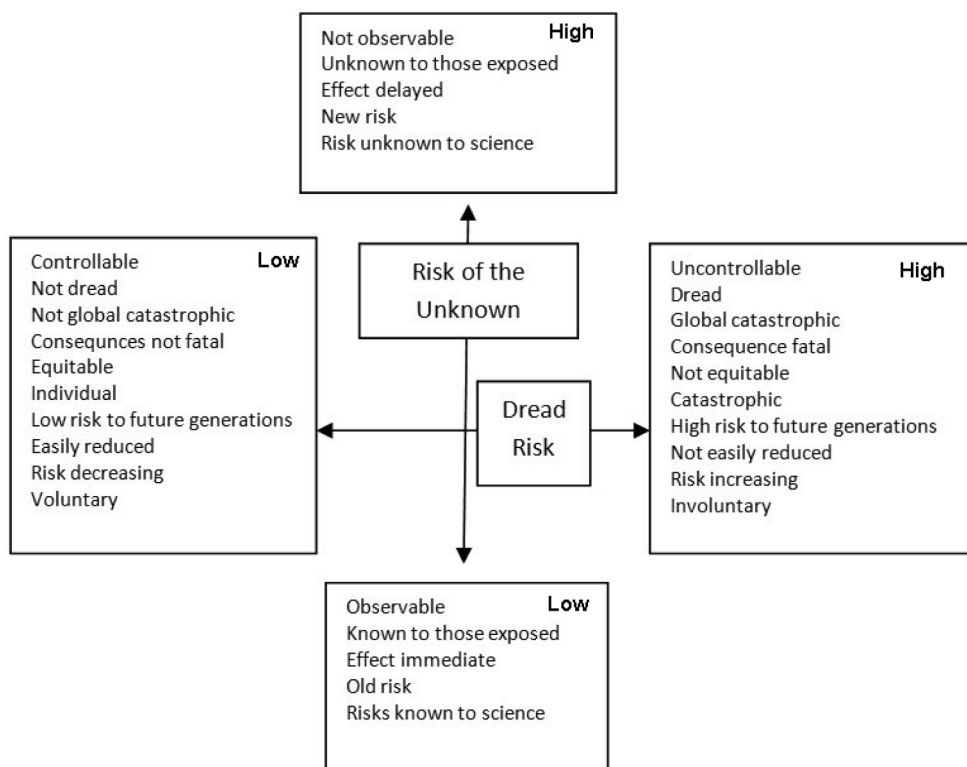 High
Not observable
Unknown to those exposed
Effect delayed
New risk
Risk unknown to science
Low
Controllable
Not dread
Not global catastrophic
Consequnces not fatal
Equitable
Individual
Low risk to future generations
Easily reduced
Risk decreasing
Voluntary
Risk of the
Unknown
Dread
Risk
High
Uncontrollable
Dread
Global catastrophic
Consequence fatal
Not equitable
Catastrophic
High risk to future generations
Not easily reduced
Risk increasing
Involuntary
Low
Observable
Known to those exposed
Effect immediate
Old risk
Risks known to science